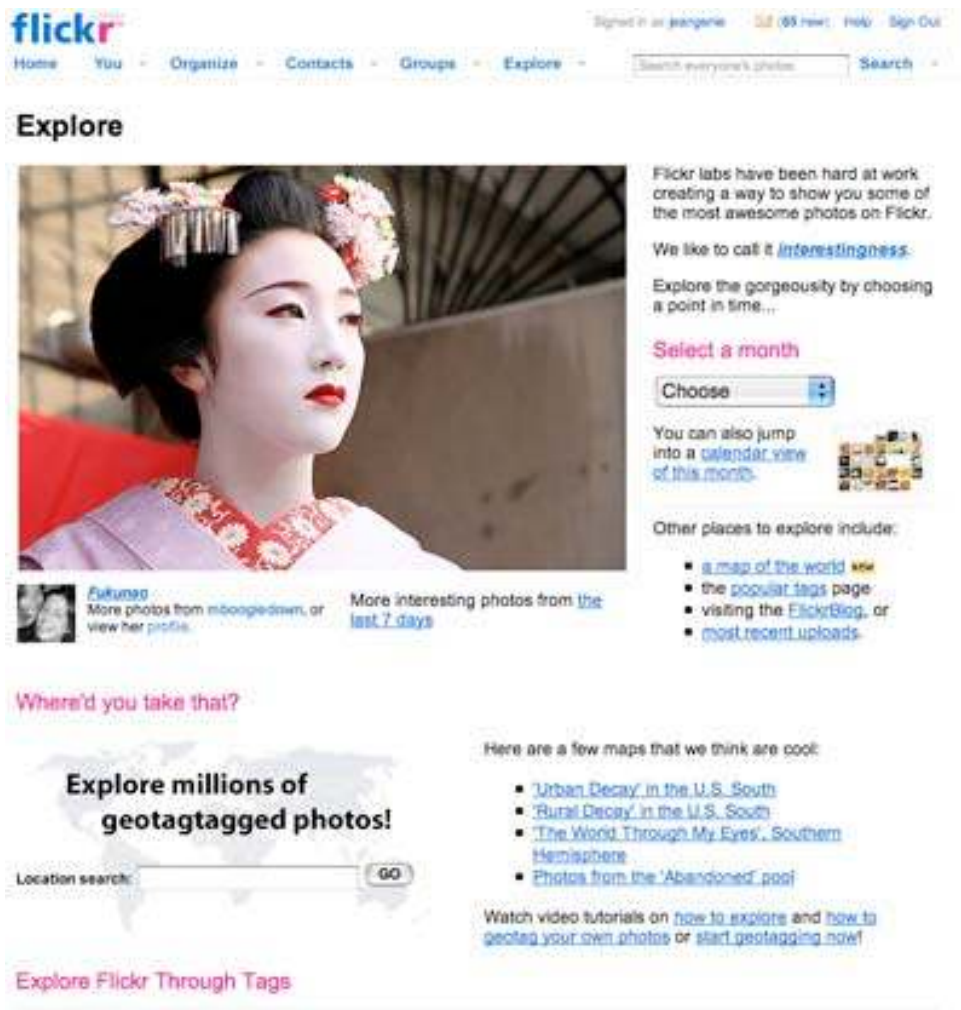 flickr
Signed in as (65 new) Help Sign Out
Home You Organize Contacts Groups Explore Search everyone's photos Search
Explore
Flickr labs have been hard at work
creating a way to show you some of
the most awesome photos on Flickr.
We like to call it interestingness.
Explore the gorgeousity by choosing
a point in time...
Select a month
Choose
You can also jump
into a calendar view
of this month.
Other places to explore include:
a map of the world NEW
the popular tags page
visiting the FlickrBlog, or
most recent uploads.
Fukunao
More photos from mboogiedown, or
view her profile.
More interesting photos from the
last 7 days
Where'd you take that?
Explore millions of
geotagtagged photos!
Location search: GO
Here are a few maps that we think are cool:
'Urban Decay' in the U.S. South
'Rural Decay' in the U.S. South
'The World Through My Eyes', Southern
Hemisphere
Photos from the 'Abandoned' pool
Watch video tutorials on how to explore and how to
geotag your own photos or start geotagging now!
Explore Flickr Through Tags